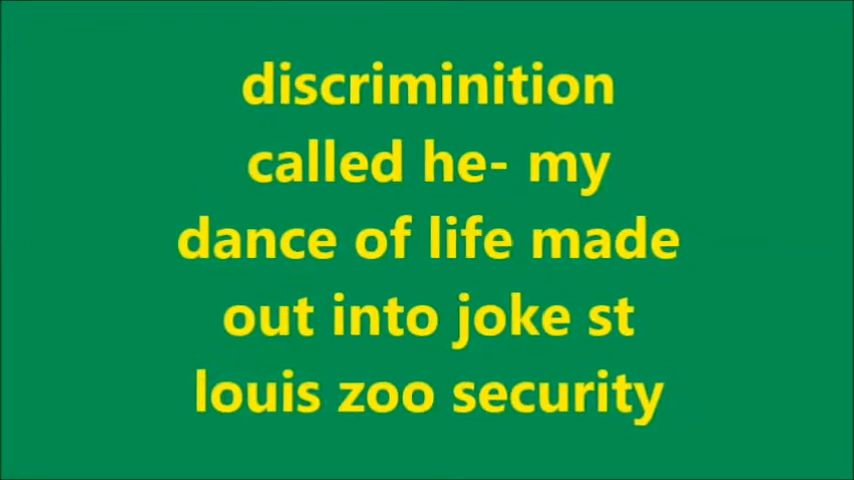 discriminition
called he- my
dance of life made
out into joke st
louis zoo security